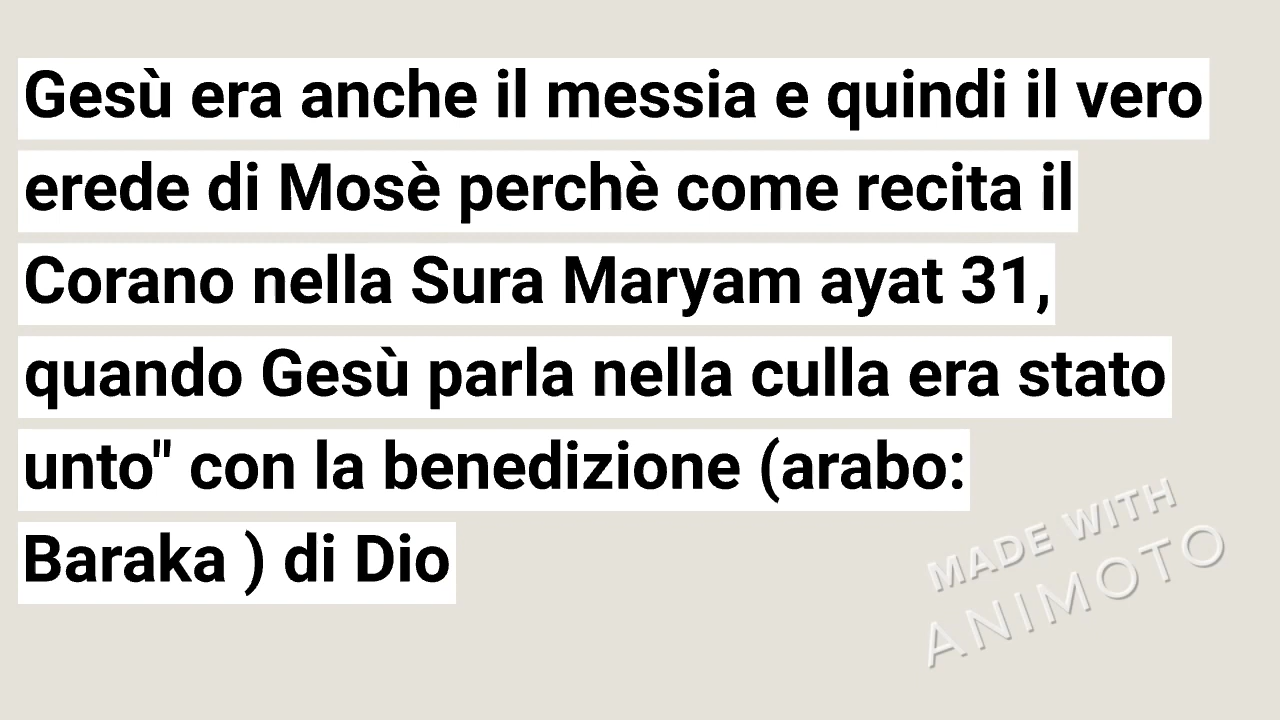 Gesù era anche il messia e quindi il vero
erede di Mosè perchè come recita il
Corano nella Sura Maryam ayat 31,
quando Gesù parla nella culla era stato
unto" con la benedizione (arabo:
Baraka ) di Dio
MADE WITH
ANIMOTO